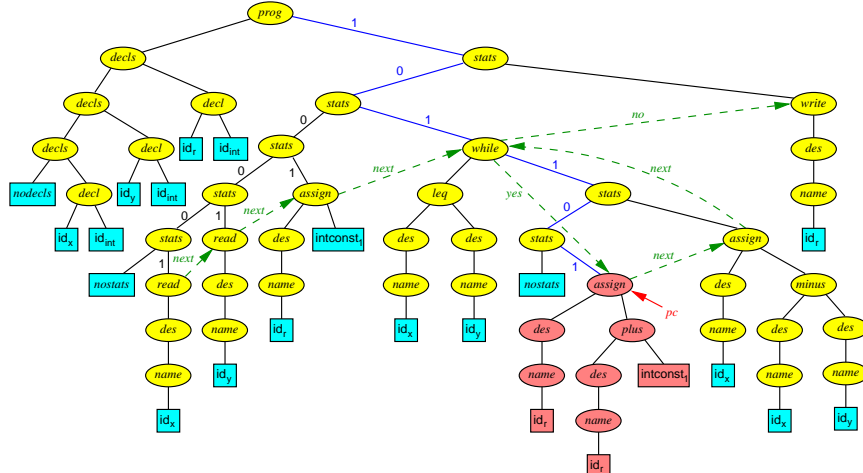 prog
1
decls stats
0
decls decl stats write
0 1 no
decls decl id_r id_int stats while des
0 1 next 1 next
nodecls decl id_y id_int stats assign leq yes stats name
0 1 next 0
id_x id_int stats read des intconst_1 des des stats assign id_r
next 1 1 next
nostats read des name name name nostats assign des minus
pc
des name id_r id_x id_y des plus name des des
name id_y name des intconst_1 id_x name name
id_x id_r name id_x id_y
id_r